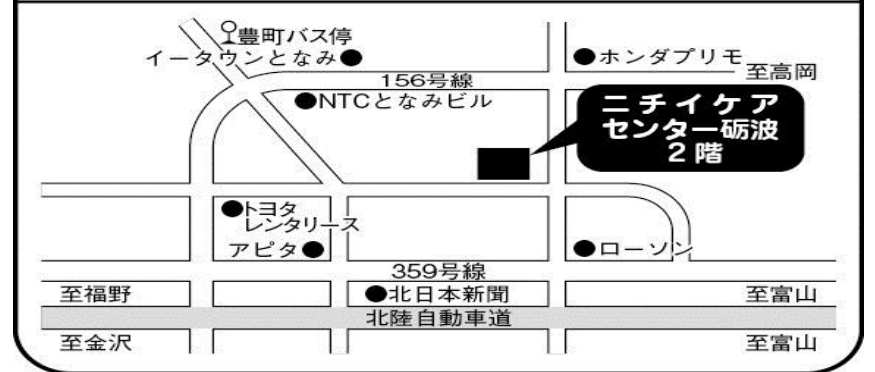 豊町バス停
イータウンとなみ
ホンダプリモ
至高岡
156号線
NTCとなみビル
ニチイケア
センター砺波
2階
トヨタ
レンタリース
アピタ
ローソン
359号線
至福野
北日本新聞
至富山
北陸自動車道
至金沢
至富山